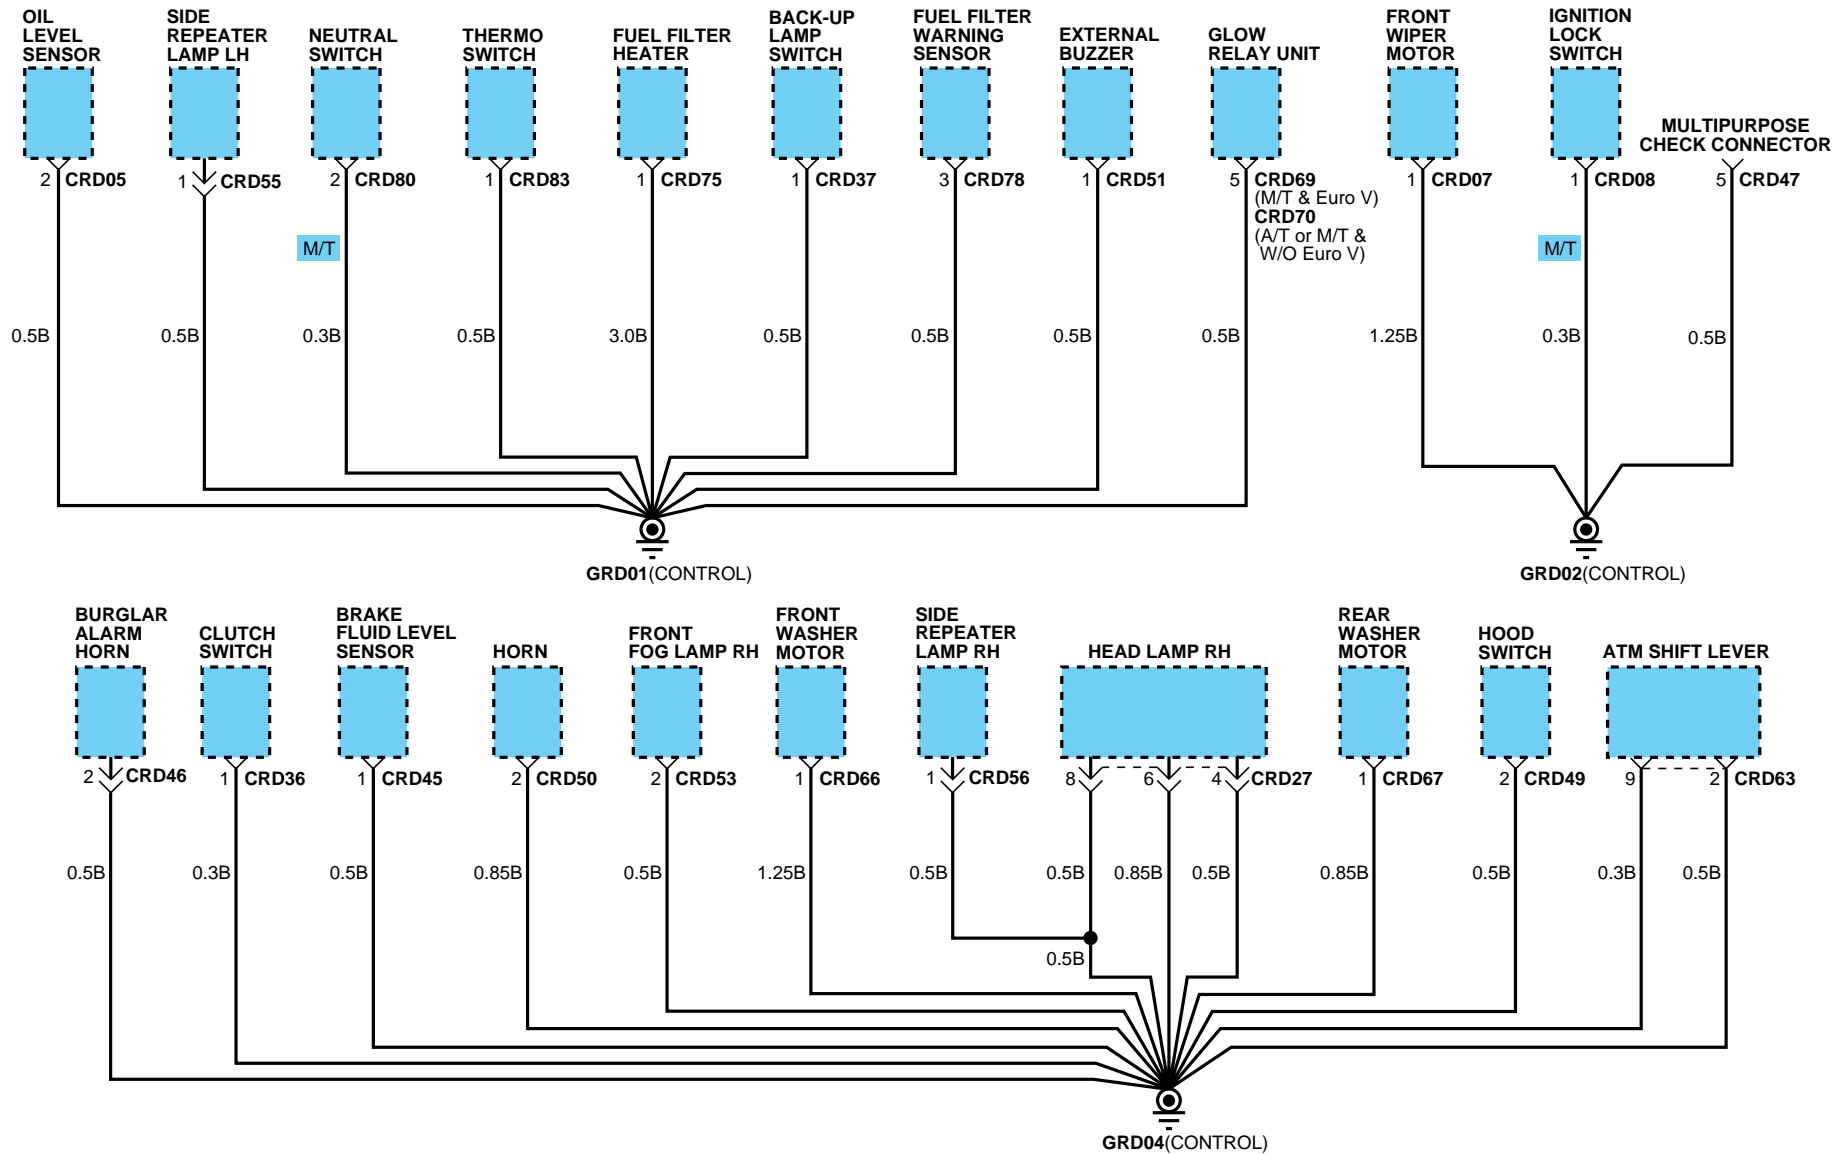 OIL
LEVEL
SENSOR
SIDE
REPEATER
LAMP LH
NEUTRAL
SWITCH
THERMO
SWITCH
FUEL FILTER
HEATER
BACK-UP
LAMP
SWITCH
FUEL FILTER
WARNING
SENSOR
EXTERNAL
BUZZER
GLOW
RELAY UNIT
FRONT
WIPER
MOTOR
IGNITION
LOCK
SWITCH
MULTIPURPOSE
CHECK CONNECTOR
2 CRD05
1 CRD55
2 CRD80
1 CRD83
1 CRD75
1 CRD37
3 CRD78
1 CRD51
5 CRD69
(M/T & Euro V)
CRD70
(A/T or M/T &
W/O Euro V)
1 CRD07
1 CRD08
5 CRD47
M/T
M/T
0.5B
0.5B
0.3B
0.5B
3.0B
0.5B
0.5B
0.5B
0.5B
1.25B
0.3B
0.5B
GRD01(CONTROL)
GRD02(CONTROL)
BURGLAR
ALARM
HORN
CLUTCH
SWITCH
BRAKE
FLUID LEVEL
SENSOR
HORN
FRONT
FOG LAMP RH
FRONT
WASHER
MOTOR
SIDE
REPEATER
LAMP RH
HEAD LAMP RH
REAR
WASHER
MOTOR
HOOD
SWITCH
ATM SHIFT LEVER
2 CRD46
1 CRD36
1 CRD45
2 CRD50
2 CRD53
1 CRD66
1 CRD56
8 6 4 CRD27
1 CRD67
2 CRD49
9 2 CRD63
0.5B
0.3B
0.5B
0.85B
0.5B
1.25B
0.5B
0.5B
0.85B
0.5B
0.85B
0.5B
0.3B
0.5B
0.5B
GRD04(CONTROL)